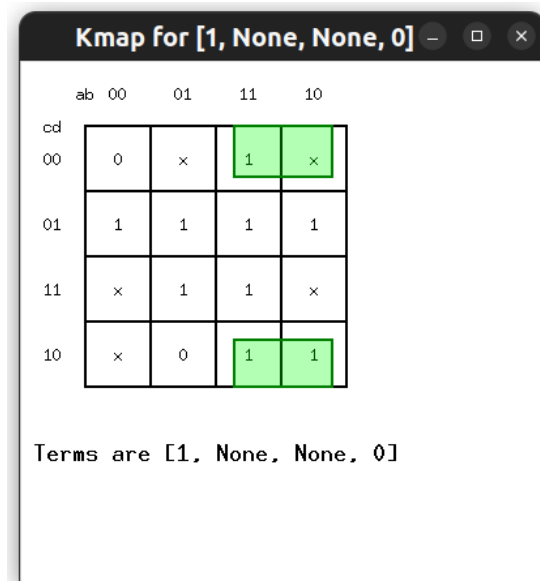 Kmap for [1, None, None, 0]
ab 00 01 11 10
cd
00 0 x 1 x
01 1 1 1 1
11 x 1 1 x
10 x 0 1 1
Terms are [1, None, None, 0]